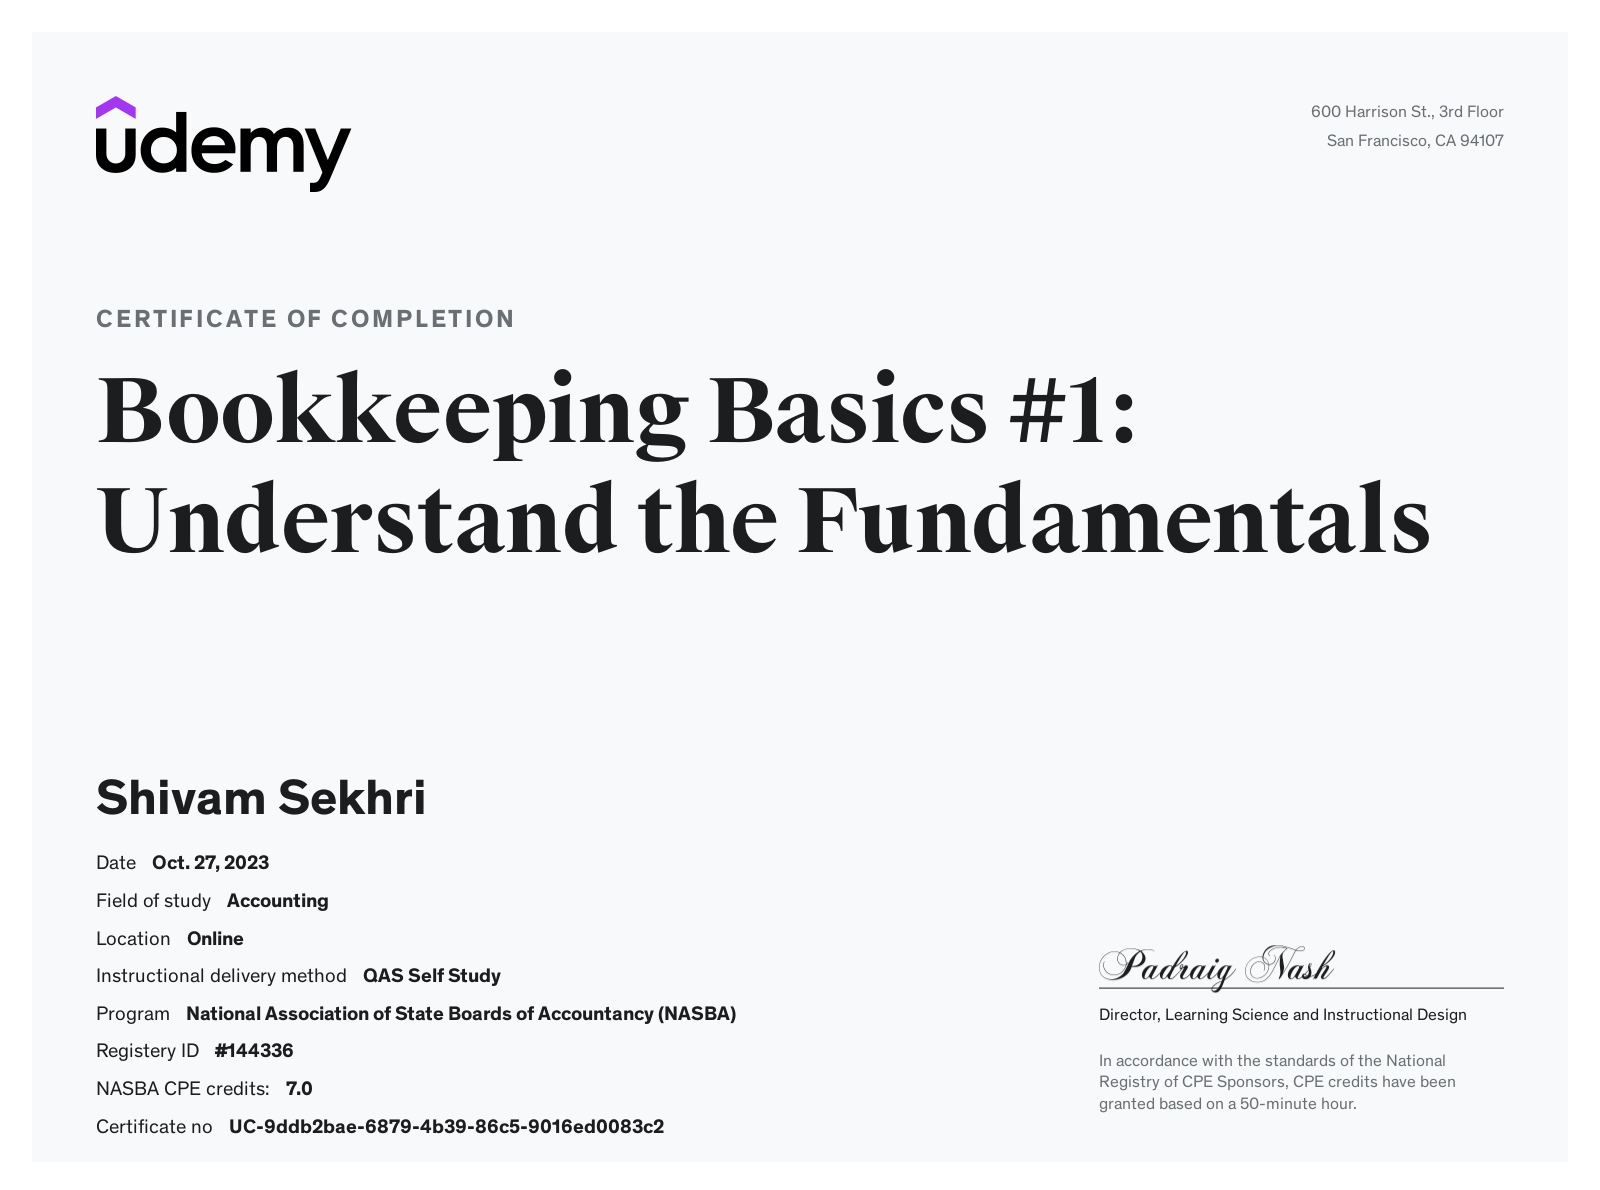 udemy
600 Harrison St., 3rd Floor
San Francisco, CA 94107
CERTIFICATE OF COMPLETION
Bookkeeping Basics #1:
Understand the Fundamentals
Shivam Sekhri
Date Oct. 27, 2023
Field of study Accounting
Location Online
Instructional delivery method QAS Self Study
Program National Association of State Boards of Accountancy (NASBA)
Registery ID #144336
NASBA CPE credits: 7.0
Certificate no UC-9ddb2bae-6879-4b39-86c5-9016ed0083c2
Padraig Nash
Director, Learning Science and Instructional Design
In accordance with the standards of the National
Registry of CPE Sponsors, CPE credits have been
granted based on a 50-minute hour.